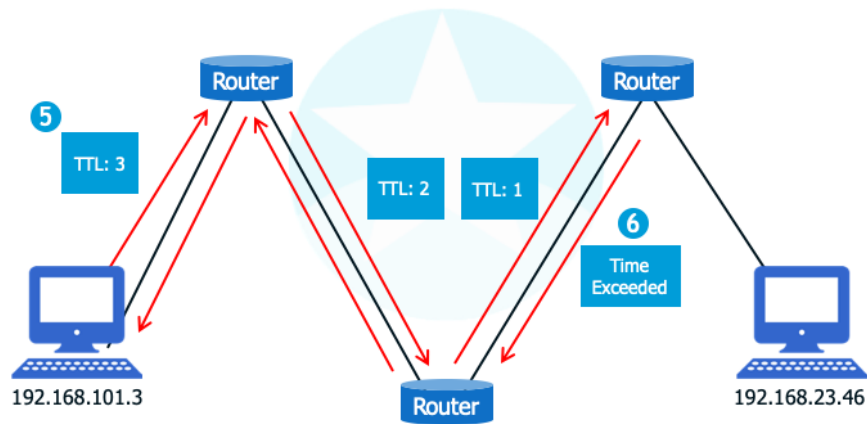 Router
Router
5
TTL: 3
TTL: 2
TTL: 1
6
Time
Exceeded
192.168.101.3
Router
192.168.23.46